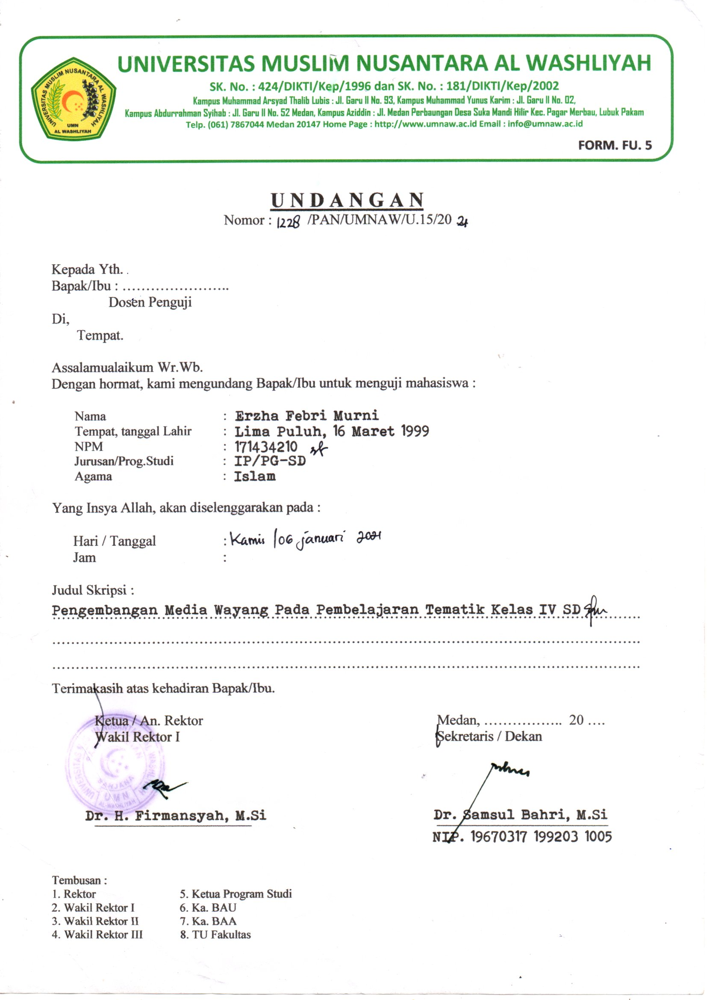 UNIVERSITAS MUSLIM NUSANTARA AL WASHLIYAH
UMN
AL WASHLIYAH
UNIVERSITAS MUSLIM NUSANTARA AL WASHLIYAH
SK. No. : 424/DIKTI/Kep/1996 dan SK. No. : 181/DIKTI/Kep/2002
Kampus Muhammad Arsyad Thalib Lubis : Jl. Garu II No. 93, Kampus Muhammad Yunus Karim : Jl. Garu II No. 02,
Kampus Abdurrahman Syihab : Jl. Garu II No. 52 Medan, Kampus Aziddin : Jl. Medan Perbaungan Desa Suka Mandi Hilir Kec. Pagar Merbau, Lubuk Pakam
Telp. (061) 7867044 Medan 20147 Home Page : http://www.umnaw.ac.id Email : info@umnaw.ac.id
FORM. FU. 5
UNDANGAN
Nomor : 1228 /PAN/UMNAW/U.15/20 21
Kepada Yth. .
Bapak/Ibu : ........................
Dosen Penguji
Di,
Tempat.
Assalamualaikum Wr.Wb.
Dengan hormat, kami mengundang Bapak/Ibu untuk menguji mahasiswa :
Nama : Erzha Febri Murni
Tempat, tanggal Lahir : Lima Puluh, 16 Maret 1999
NPM : 171434210
Jurusan/Prog.Studi : IP/PG-SD
Agama : Islam
Yang Insya Allah, akan diselenggarakan pada :
Hari / Tanggal : Kamis /06 januari 2021
Jam :
Judul Skripsi :
Pengembangan Media Wayang Pada Pembelajaran Tematik Kelas IV SD
Terimakasih atas kehadiran Bapak/Ibu.
Ketua / An. Rektor
Wakil Rektor I
SARJANA
UMN
AL-WASHLIYAH
Dr. H. Firmansyah, M.Si
Medan, ................. 20 ....
Sekretaris / Dekan
Dr. Samsul Bahri, M.Si
NIP. 19670317 199203 1005
Tembusan :
1. Rektor
2. Wakil Rektor I
3. Wakil Rektor II
4. Wakil Rektor III
5. Ketua Program Studi
6. Ka. BAU
7. Ka. BAA
8. TU Fakultas